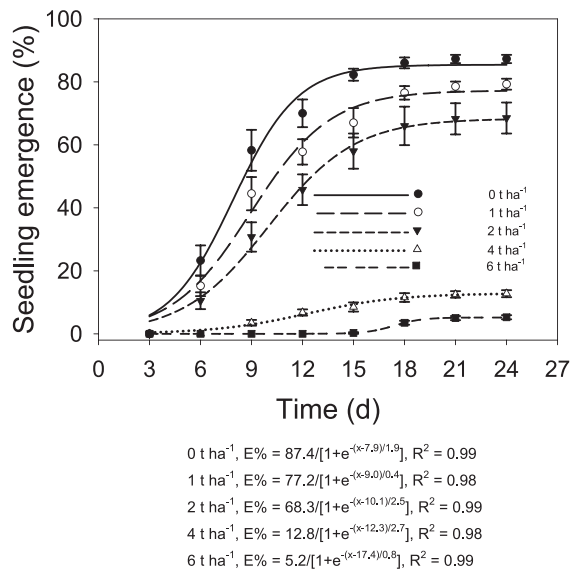 100
80
60
40
20
0
Seedling emergence (%)
0 t ha⁻¹
1 t ha⁻¹
2 t ha⁻¹
4 t ha⁻¹
6 t ha⁻¹
0 3 6 9 12 15 18 21 24 27
Time (d)
0 t ha⁻¹, E% = 87.4/[1+e⁻⁽ˣ⁻⁷·⁹⁾/¹·⁹], R² = 0.99
1 t ha⁻¹, E% = 77.2/[1+e⁻⁽ˣ⁻⁹·⁰⁾/⁰·⁴], R² = 0.98
2 t ha⁻¹, E% = 68.3/[1+e⁻⁽ˣ⁻¹⁰·¹⁾/²·⁵], R² = 0.99
4 t ha⁻¹, E% = 12.8/[1+e⁻⁽ˣ⁻¹²·³⁾/²·⁷], R² = 0.98
6 t ha⁻¹, E% = 5.2/[1+e⁻⁽ˣ⁻¹⁷·⁴⁾/⁰·⁸], R² = 0.99